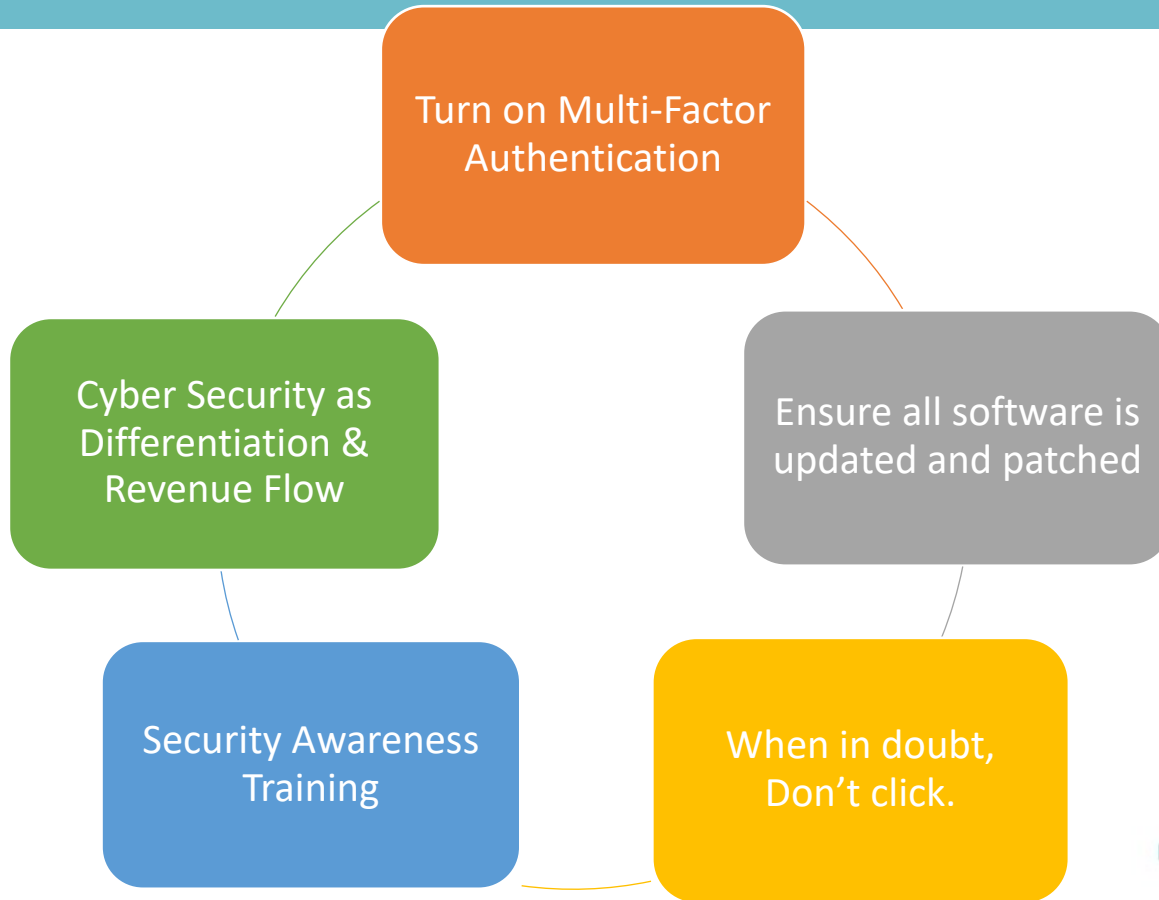 Turn on Multi-Factor
Authentication
Ensure all software is
updated and patched
When in doubt,
Don’t click.
Security Awareness
Training
Cyber Security as
Differentiation &
Revenue Flow